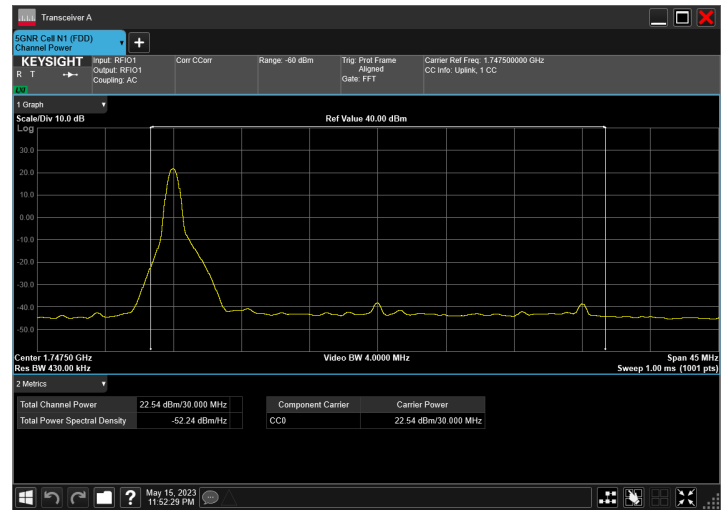 Transceiver A
5GNR Cell N1 (FDD)
Channel Power
KEYSIGHT
R T
LXI
Input: RFIO1
Output: RFIO1
Coupling: AC
Corr CCorr
Range: -60 dBm
Trig: Prot Frame
Aligned
Gate: FFT
Carrier Ref Freq: 1.747500000 GHz
CC Info: Uplink, 1 CC
1 Graph
Scale/Div 10.0 dB
Ref Value 40.00 dBm
Log
30.0
20.0
10.0
0.00
-10.0
-20.0
-30.0
-40.0
-50.0
Center 1.74750 GHz
Video BW 4.0000 MHz
Span 45 MHz
Res BW 430.00 kHz
Sweep 1.00 ms (1001 pts)
2 Metrics
Total Channel Power 22.54 dBm/30.000 MHz
Total Power Spectral Density -52.24 dBm/Hz
Component Carrier Carrier Power
CC0 22.54 dBm/30.000 MHz
?
May 15, 2023
11:52:29 PM